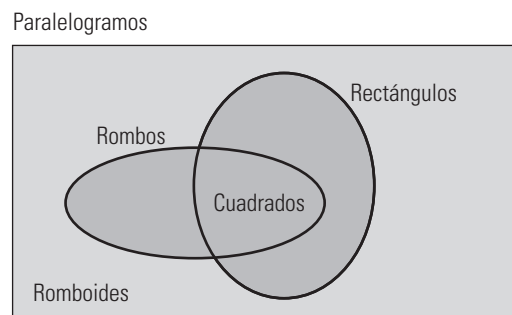 Paralelogramos
Rectángulos
Rombos
Cuadrados
Romboides